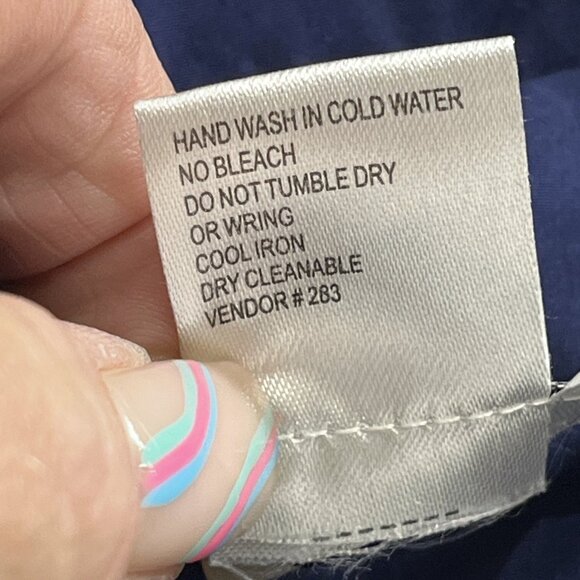 HAND WASH IN COLD WATER
NO BLEACH
DO NOT TUMBLE DRY
OR WRING
COOL IRON
DRY CLEANABLE
VENDOR # 283